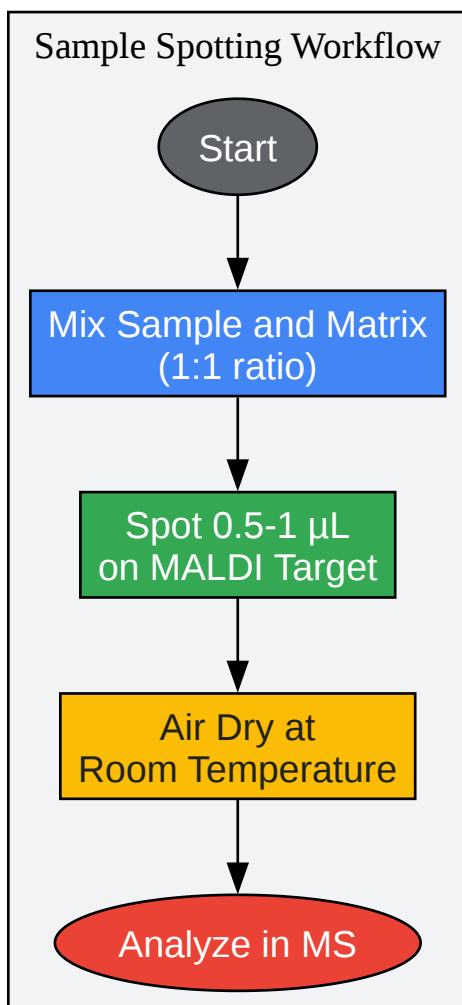 Sample Spotting Workflow
Start
Mix Sample and Matrix
(1:1 ratio)
Spot 0.5-1 µL
on MALDI Target
Air Dry at
Room Temperature
Analyze in MS